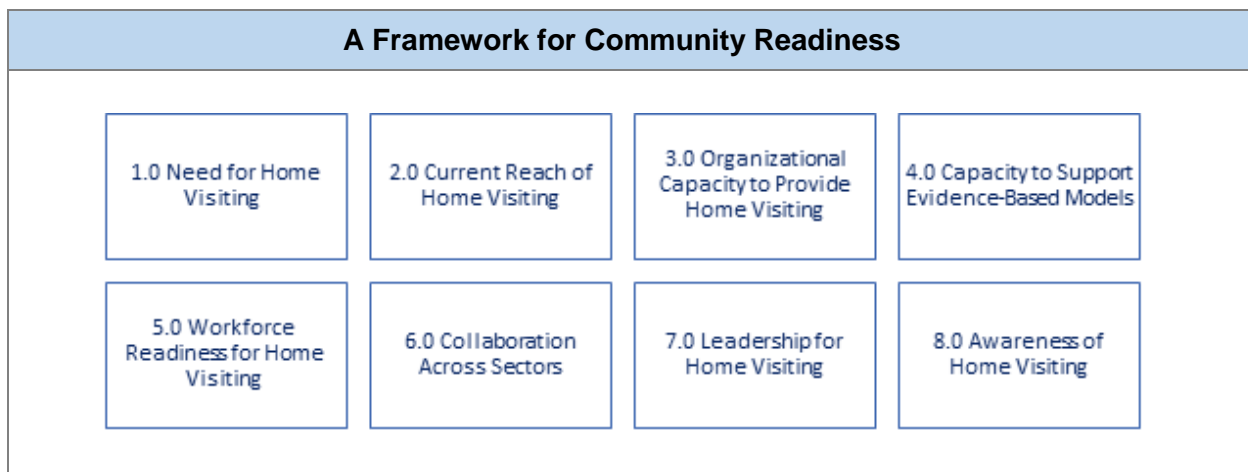 A Framework for Community Readiness
1.0 Need for Home
Visiting
2.0 Current Reach of
Home Visiting
3.0 Organizational
Capacity to Provide
Home Visiting
4.0 Capacity to Support
Evidence-Based Models
5.0 Workforce
Readiness for Home
Visiting
6.0 Collaboration
Across Sectors
7.0 Leadership for
Home Visiting
8.0 Awareness of
Home Visiting